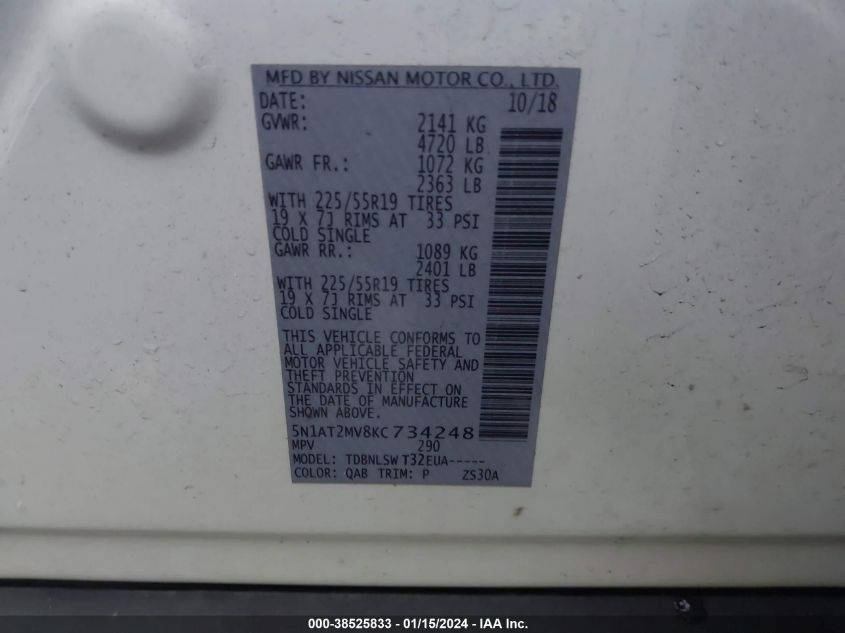 MFD BY NISSAN MOTOR CO., LTD.
DATE: 10/18
GVWR: 2141 KG
4720 LB
GAWR FR.: 1072 KG
2363 LB
WITH 225/55R19 TIRES
19 X 7J RIMS AT 33 PSI
COLD SINGLE
GAWR RR.: 1089 KG
2401 LB
WITH 225/55R19 TIRES
19 X 7J RIMS AT 33 PSI
COLD SINGLE
THIS VEHICLE CONFORMS TO
ALL APPLICABLE FEDERAL
MOTOR VEHICLE SAFETY AND
THEFT PREVENTION
STANDARDS IN EFFECT ON
THE DATE OF MANUFACTURE
SHOWN ABOVE.
5N1AT2MV8KC734248
MPV 290
MODEL: TDBNLSW T32EUA-----
COLOR: QAB TRIM: P ZS30A
000-38525833 - 01/15/2024 - IAA Inc.